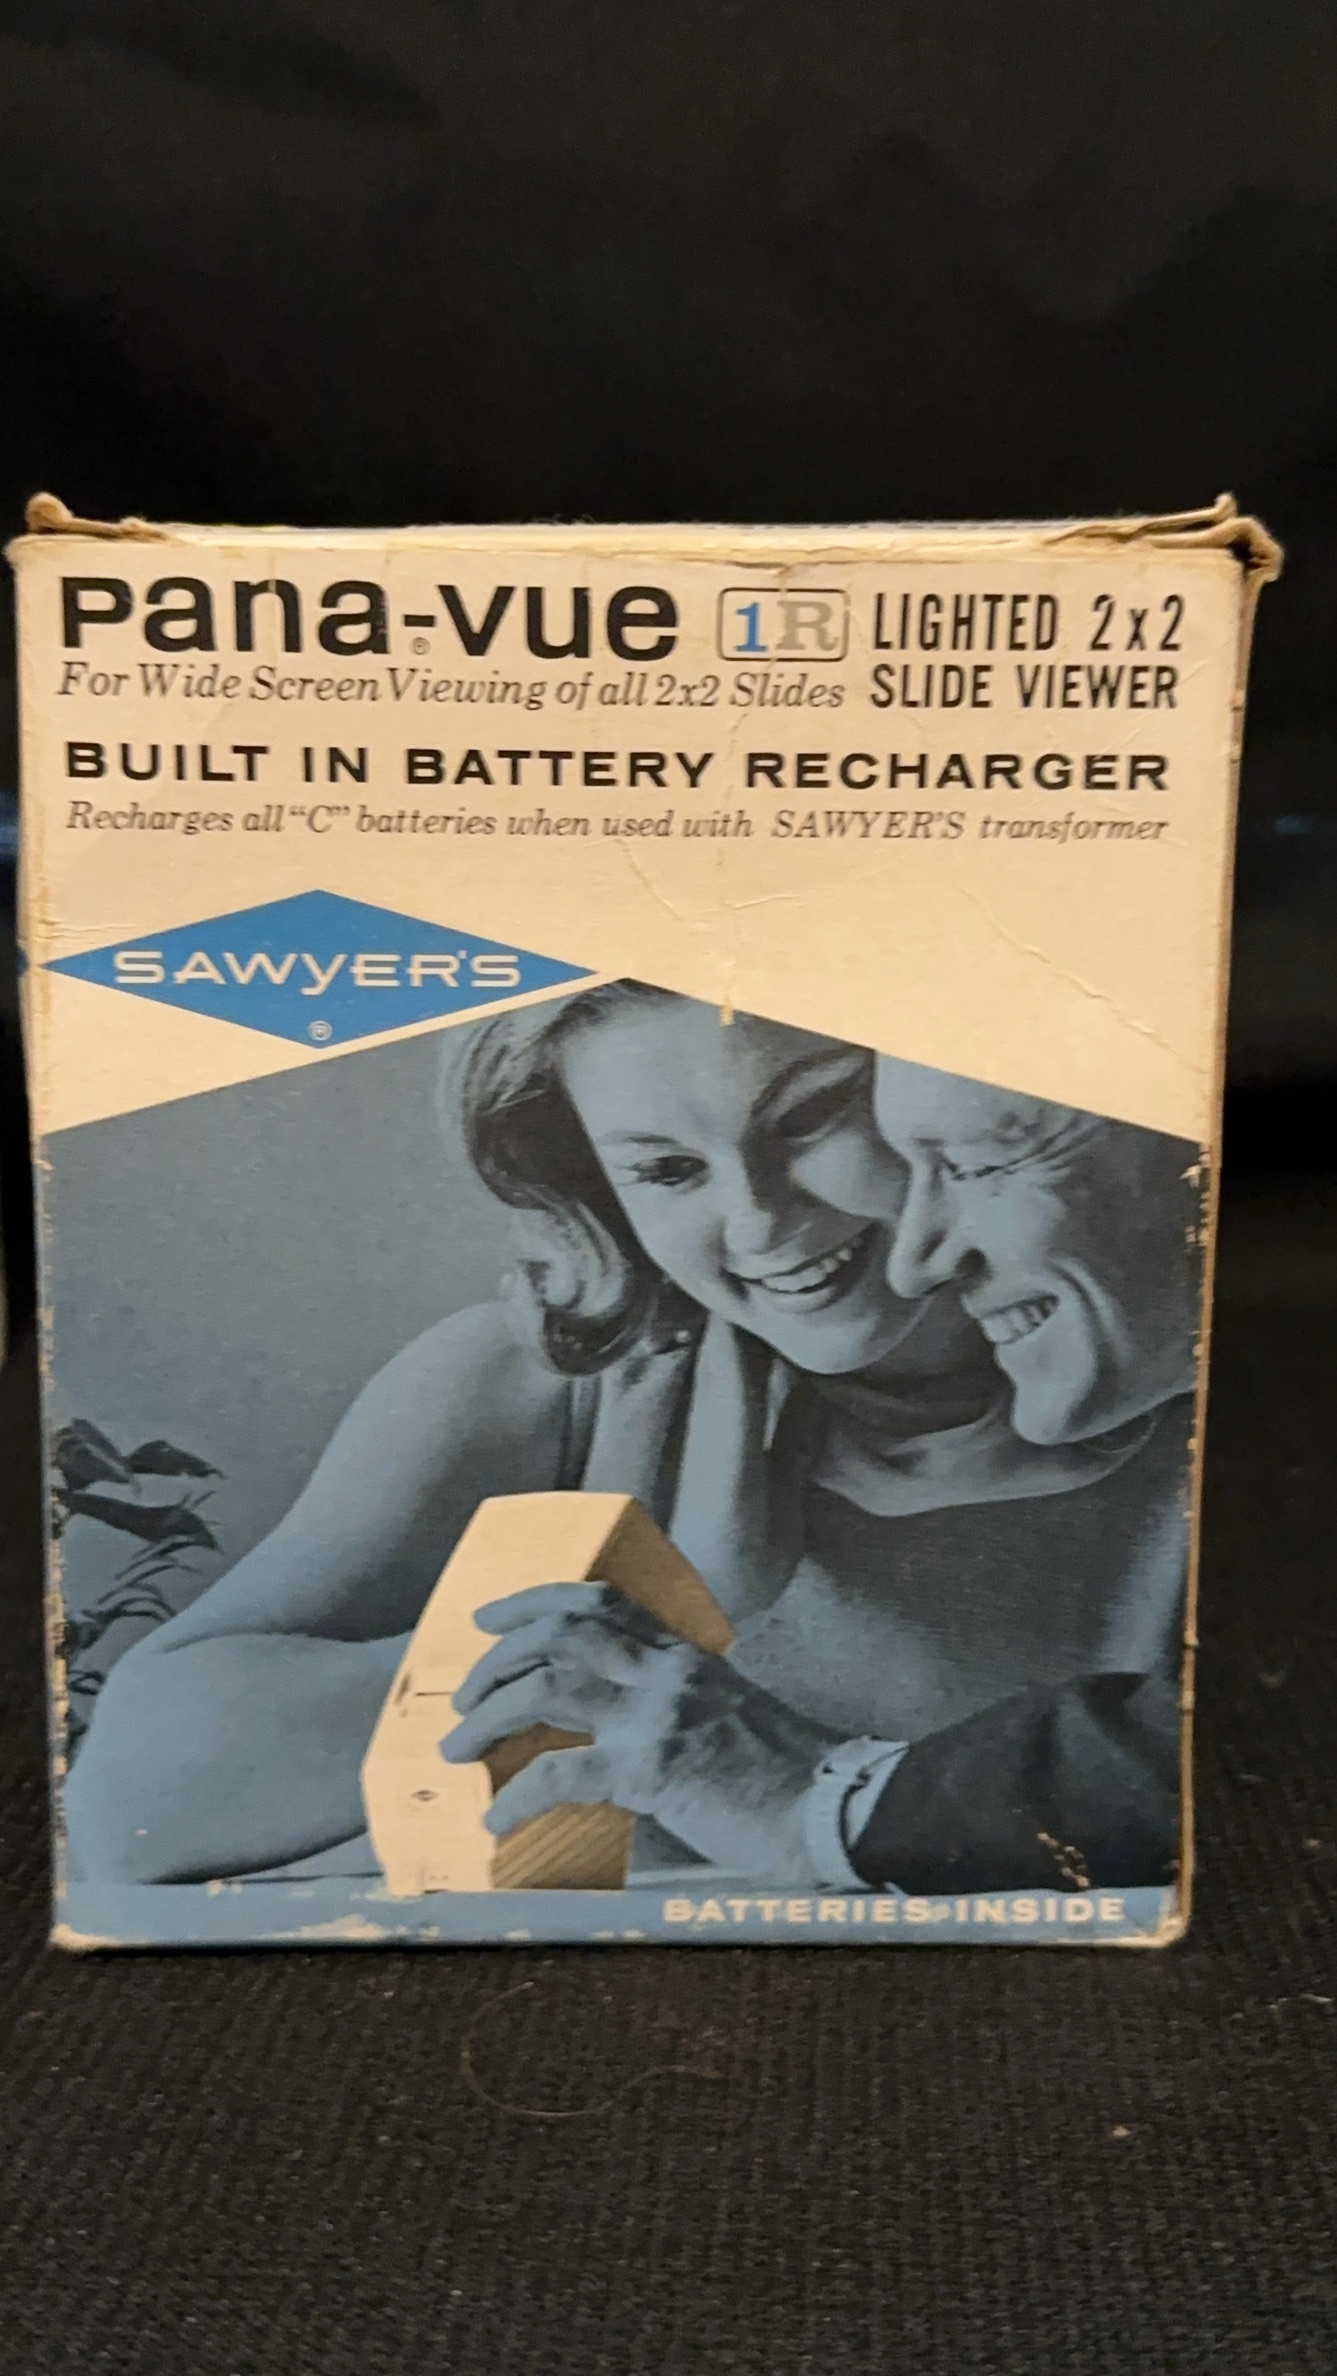 Pana-Vue® 1R LIGHTED 2x2
For Wide Screen Viewing of all 2x2 Slides SLIDE VIEWER
BUILT IN BATTERY RECHARGER
Recharges all "C" batteries when used with SAWYER'S transformer
SAWYER'S
®
BATTERIES INSIDE